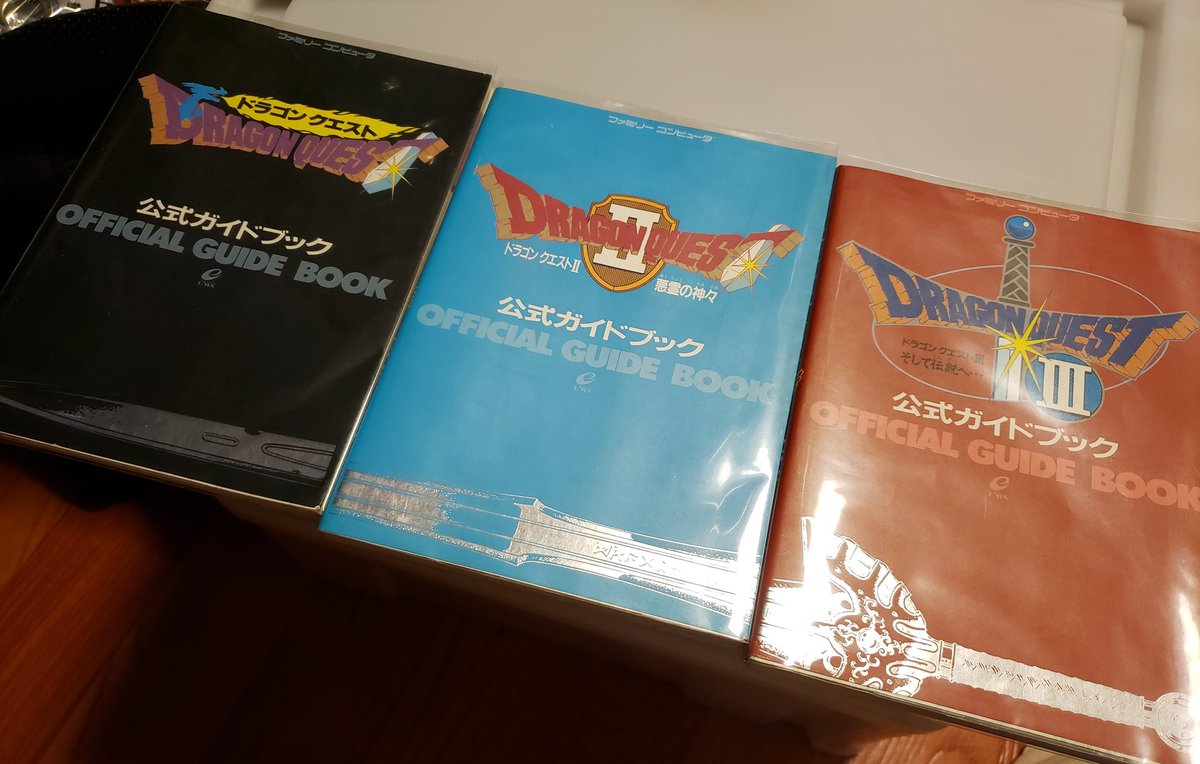 ファミリー コンピュータ
ドラゴンクエスト
DRAGON QUEST
公式ガイドブック
OFFICIAL GUIDE BOOK
ENIX
ファミリー コンピュータ
DRAGON QUEST
II
ドラゴンクエストII
悪霊の神々
公式ガイドブック
OFFICIAL GUIDE BOOK
ENIX
ファミリー コンピュータ
DRAGON QUEST
ドラゴンクエストIII
そして伝説へ…
III
公式ガイドブック
OFFICIAL GUIDE BOOK
ENIX